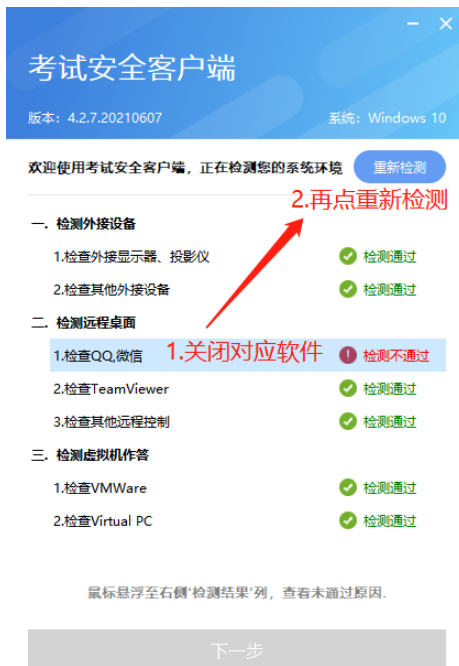 考试安全客户端
版本: 4.2.7.20210607 系统: Windows 10
欢迎使用考试安全客户端，正在检测您的系统环境 重新检测
2.再点重新检测
一. 检测外接设备
1.检查外接显示器、投影仪 检测通过
2.检查其他外接设备 检测通过
二. 检测远程桌面
1.检查QQ,微信 1.关闭对应软件 检测不通过
2.检查TeamViewer 检测通过
3.检查其他远程控制 检测通过
三. 检测虚拟机作答
1.检查VMWare 检测通过
2.检查Virtual PC 检测通过
鼠标悬浮至右侧'检测结果'列，查看未通过原因.
下一步